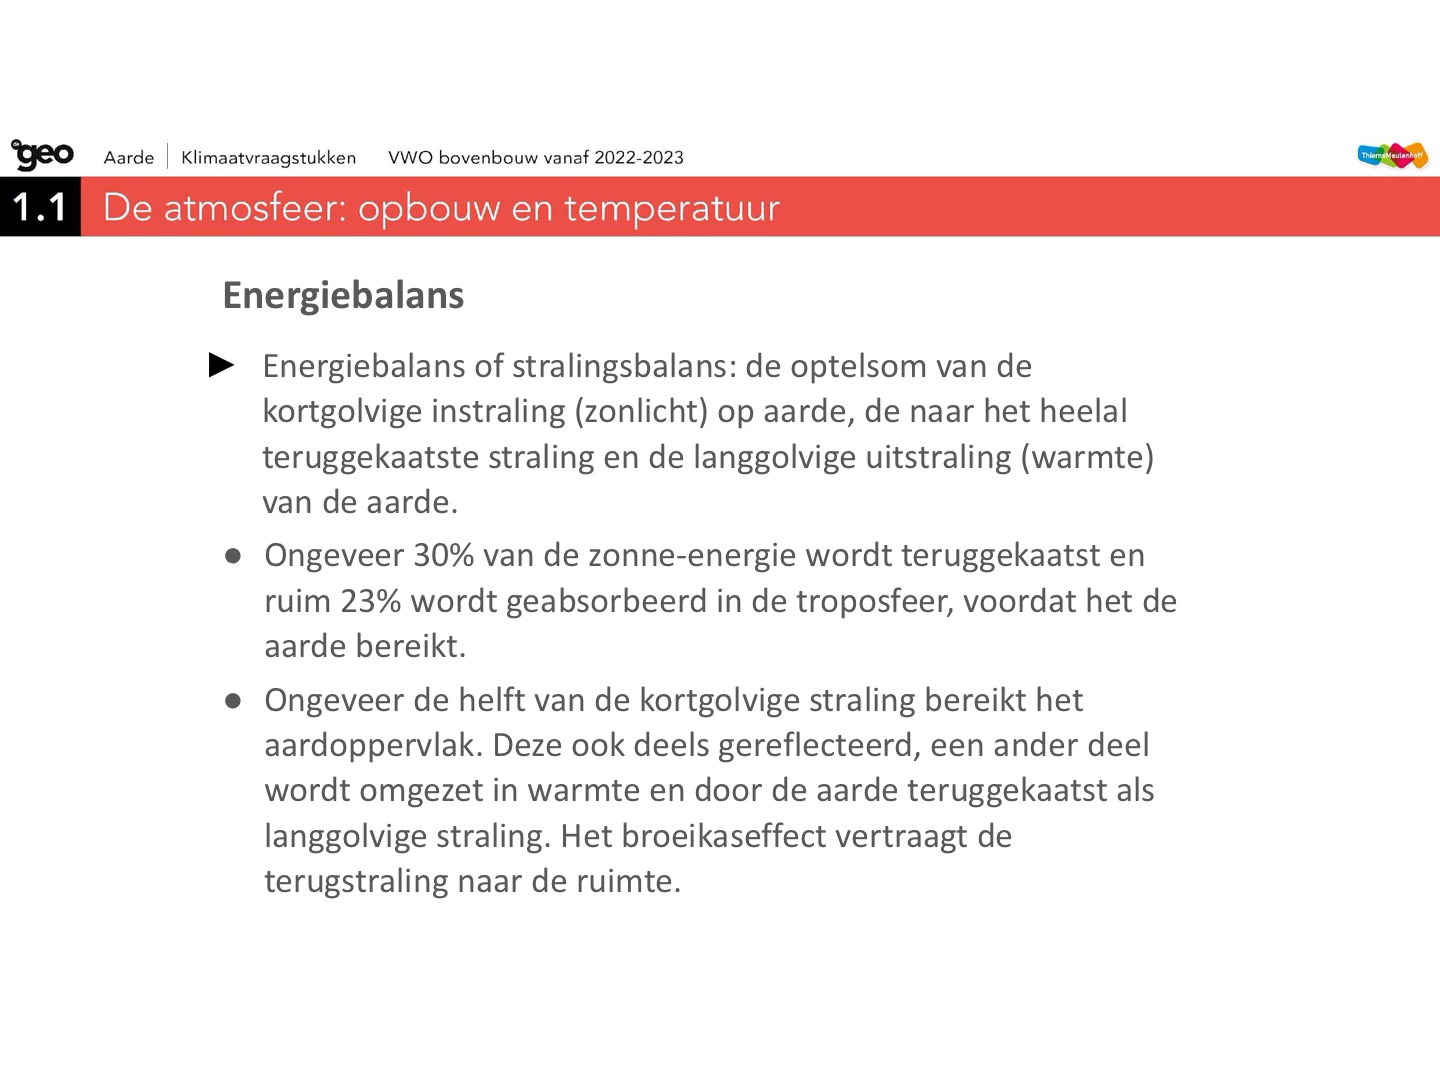 de geo Aarde | Klimaatvraagstukken VWO bovenbouw vanaf 2022-2023 ThiemeMeulenhoff
1.1 De atmosfeer: opbouw en temperatuur
Energiebalans
► Energiebalans of stralingsbalans: de optelsom van de
kortgolvige instraling (zonlicht) op aarde, de naar het heelal
teruggekaatste straling en de langgolvige uitstraling (warmte)
van de aarde.
● Ongeveer 30% van de zonne-energie wordt teruggekaatst en
ruim 23% wordt geabsorbeerd in de troposfeer, voordat het de
aarde bereikt.
● Ongeveer de helft van de kortgolvige straling bereikt het
aardoppervlak. Deze ook deels gereflecteerd, een ander deel
wordt omgezet in warmte en door de aarde teruggekaatst als
langgolvige straling. Het broeikaseffect vertraagt de
terugstraling naar de ruimte.